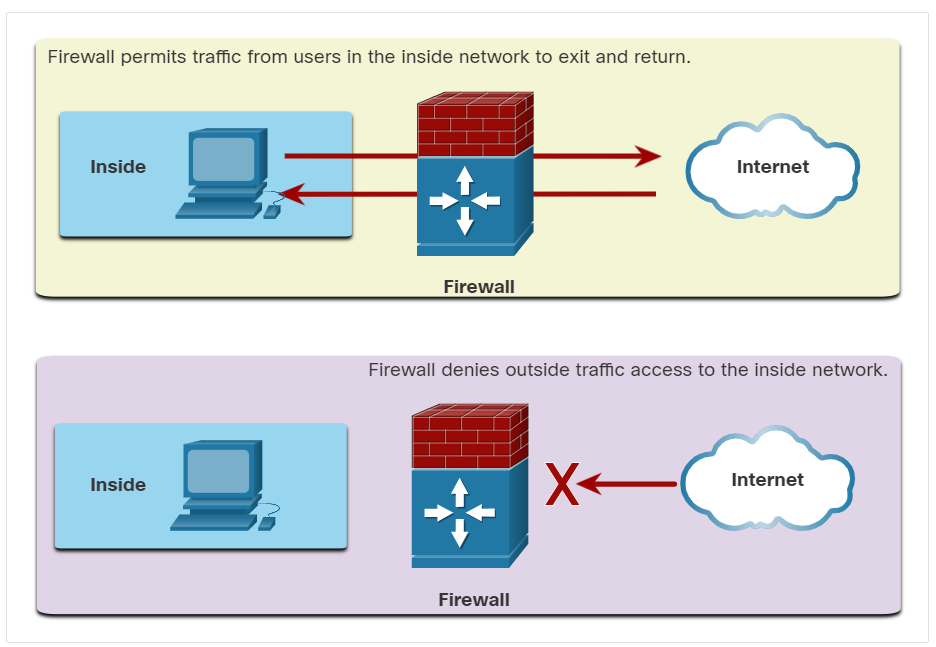 Firewall permits traffic from users in the inside network to exit and return.
Inside
Internet
Firewall
Firewall denies outside traffic access to the inside network.
Inside
X
Internet
Firewall